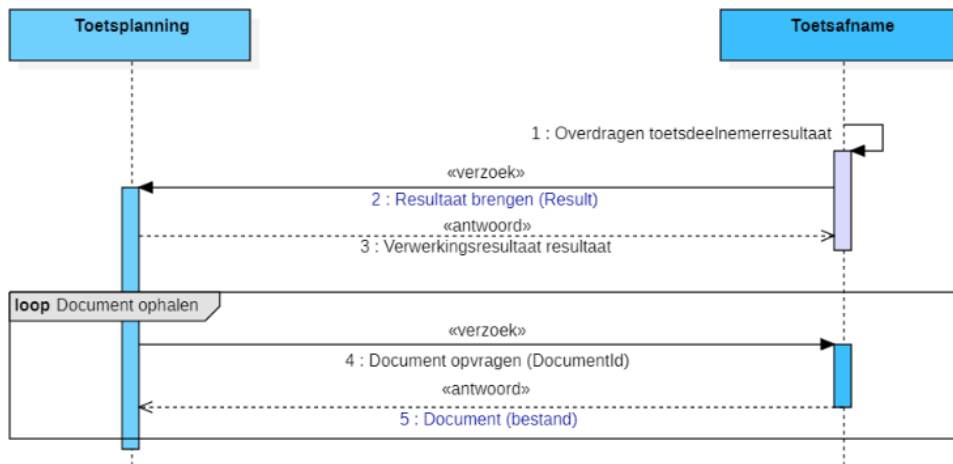 Toetsplanning
Toetsafname
1 : Overdragen toetsdeelnemerresultaat
«verzoek»
2 : Resultaat brengen (Result)
«antwoord»
3 : Verwerkingsresultaat resultaat
loop Document ophalen
«verzoek»
4 : Document opvragen (DocumentId)
«antwoord»
5 : Document (bestand)